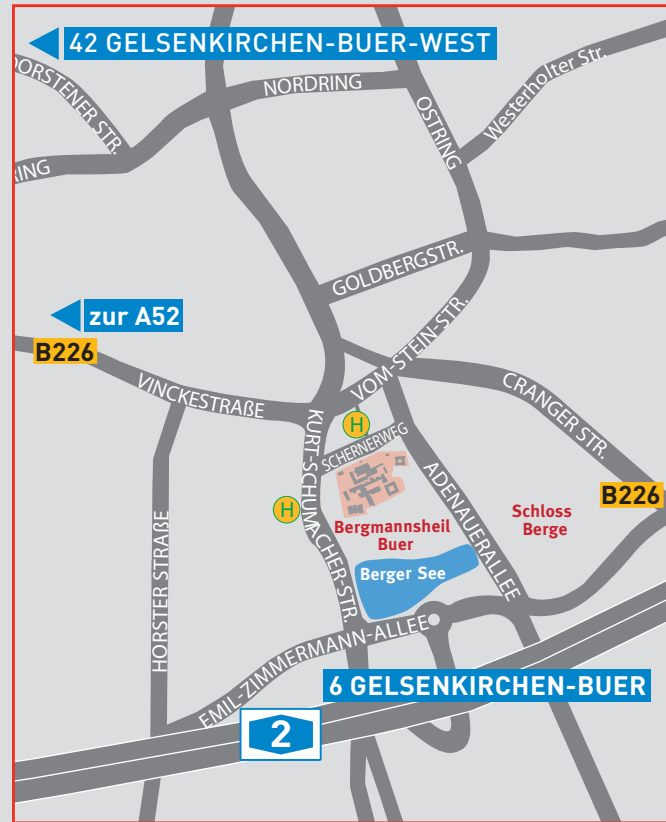 42 GELSENKIRCHEN-BUER-WEST
DORSTENER STR.
NORDRING
OSTRING
Westerholter Str.
RING
GOLDBERGSTR.
zur A52
B226
VOM-STEIN-STR.
VINCKESTRAẞE
CRANGER STR.
KURT-SCHUMACHER-STR.
H
SCHERNERWEG
ADENAUERALLEE
B226
H
Bergmannsheil
Buer
Schloss
Berge
Berger See
HORSTER STRAẞE
EMIL-ZIMMERMANN-ALLEE
6 GELSENKIRCHEN-BUER
2